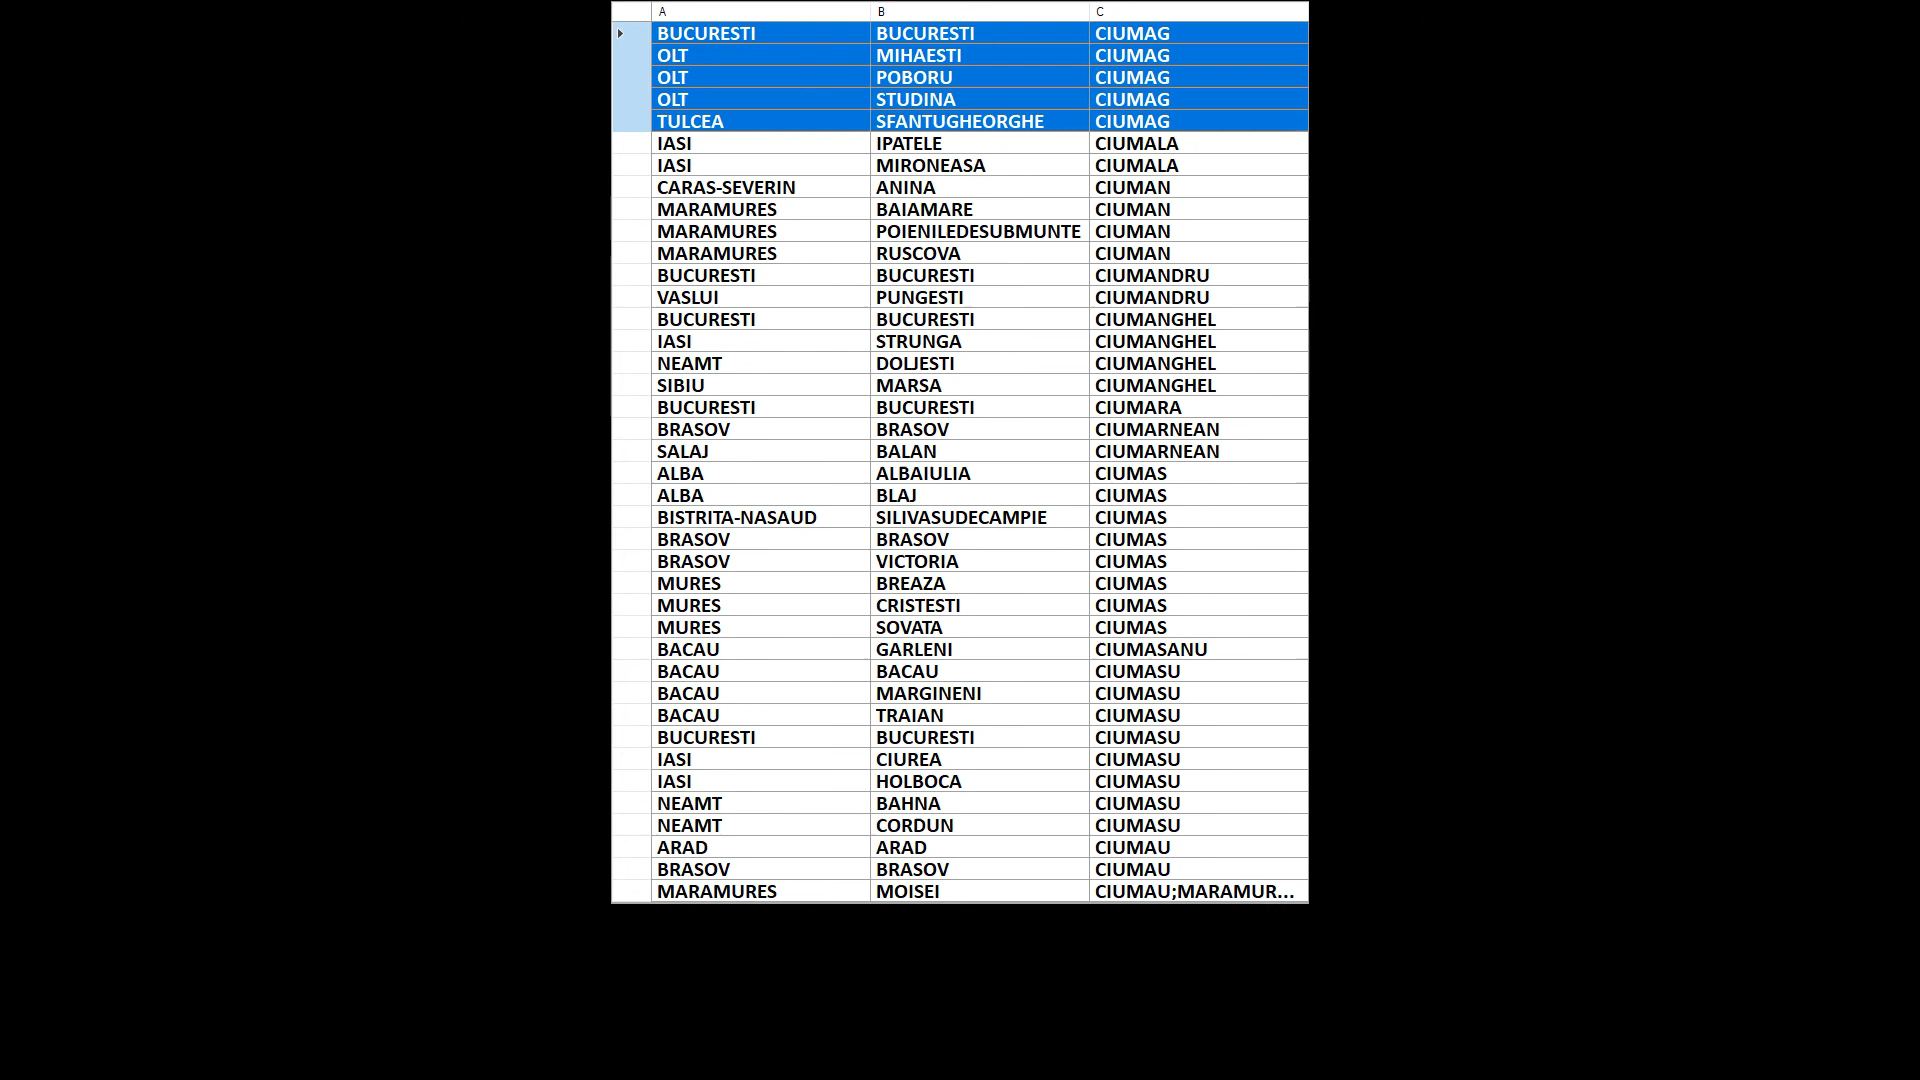 A B C
BUCURESTI BUCURESTI CIUMAG
OLT MIHAESTI CIUMAG
OLT POBORU CIUMAG
OLT STUDINA CIUMAG
TULCEA SFANTUGHEORGHE CIUMAG
IASI IPATELE CIUMALA
IASI MIRONEASA CIUMALA
CARAS-SEVERIN ANINA CIUMAN
MARAMURES BAIAMARE CIUMAN
MARAMURES POIENILEDESUBMUNTE CIUMAN
MARAMURES RUSCOVA CIUMAN
BUCURESTI BUCURESTI CIUMANDRU
VASLUI PUNGESTI CIUMANDRU
BUCURESTI BUCURESTI CIUMANGHEL
IASI STRUNGA CIUMANGHEL
NEAMT DOLJESTI CIUMANGHEL
SIBIU MARSA CIUMANGHEL
BUCURESTI BUCURESTI CIUMARA
BRASOV BRASOV CIUMARNEAN
SALAJ BALAN CIUMARNEAN
ALBA ALBAIULIA CIUMAS
ALBA BLAJ CIUMAS
BISTRITA-NASAUD SILIVASUDECAMPIE CIUMAS
BRASOV BRASOV CIUMAS
BRASOV VICTORIA CIUMAS
MURES BREAZA CIUMAS
MURES CRISTESTI CIUMAS
MURES SOVATA CIUMAS
BACAU GARLENI CIUMASANU
BACAU BACAU CIUMASU
BACAU MARGINENI CIUMASU
BACAU TRAIAN CIUMASU
BUCURESTI BUCURESTI CIUMASU
IASI CIUREA CIUMASU
IASI HOLBOCA CIUMASU
NEAMT BAHNA CIUMASU
NEAMT CORDUN CIUMASU
ARAD ARAD CIUMAU
BRASOV BRASOV CIUMAU
MARAMURES MOISEI CIUMAU;MARAMUR...